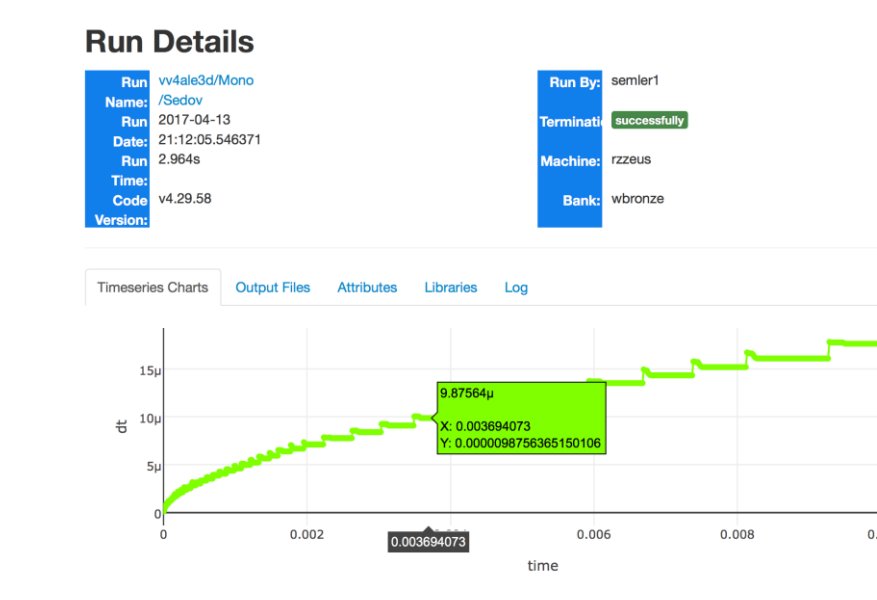 Run Details
Run Name:
vv4ale3d/Mono
/Sedov
Run Date:
2017-04-13
21:12:05.546371
Run Time:
2.964s
Code Version:
v4.29.58
Run By: semler1
Terminati successfully
Machine: rzzeus
Bank: wbronze
Timeseries Charts Output Files Attributes Libraries Log
15μ
10μ
5μ
0
dt
9.87564μ
X: 0.003694073
Y: 0.0000098756365150106
0 0.002 0.006 0.008 0.
0.003694073
time